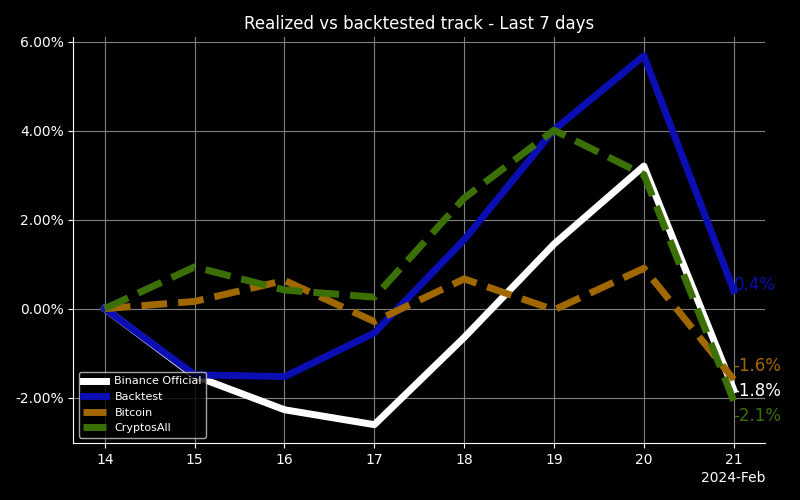 Realized vs backtested track - Last 7 days
6.00%
4.00%
2.00%
0.00%
-2.00%
0.4%
-1.6%
-1.8%
-2.1%
Binance Official
Backtest
Bitcoin
CryptosAll
14 15 16 17 18 19 20 21
2024-Feb